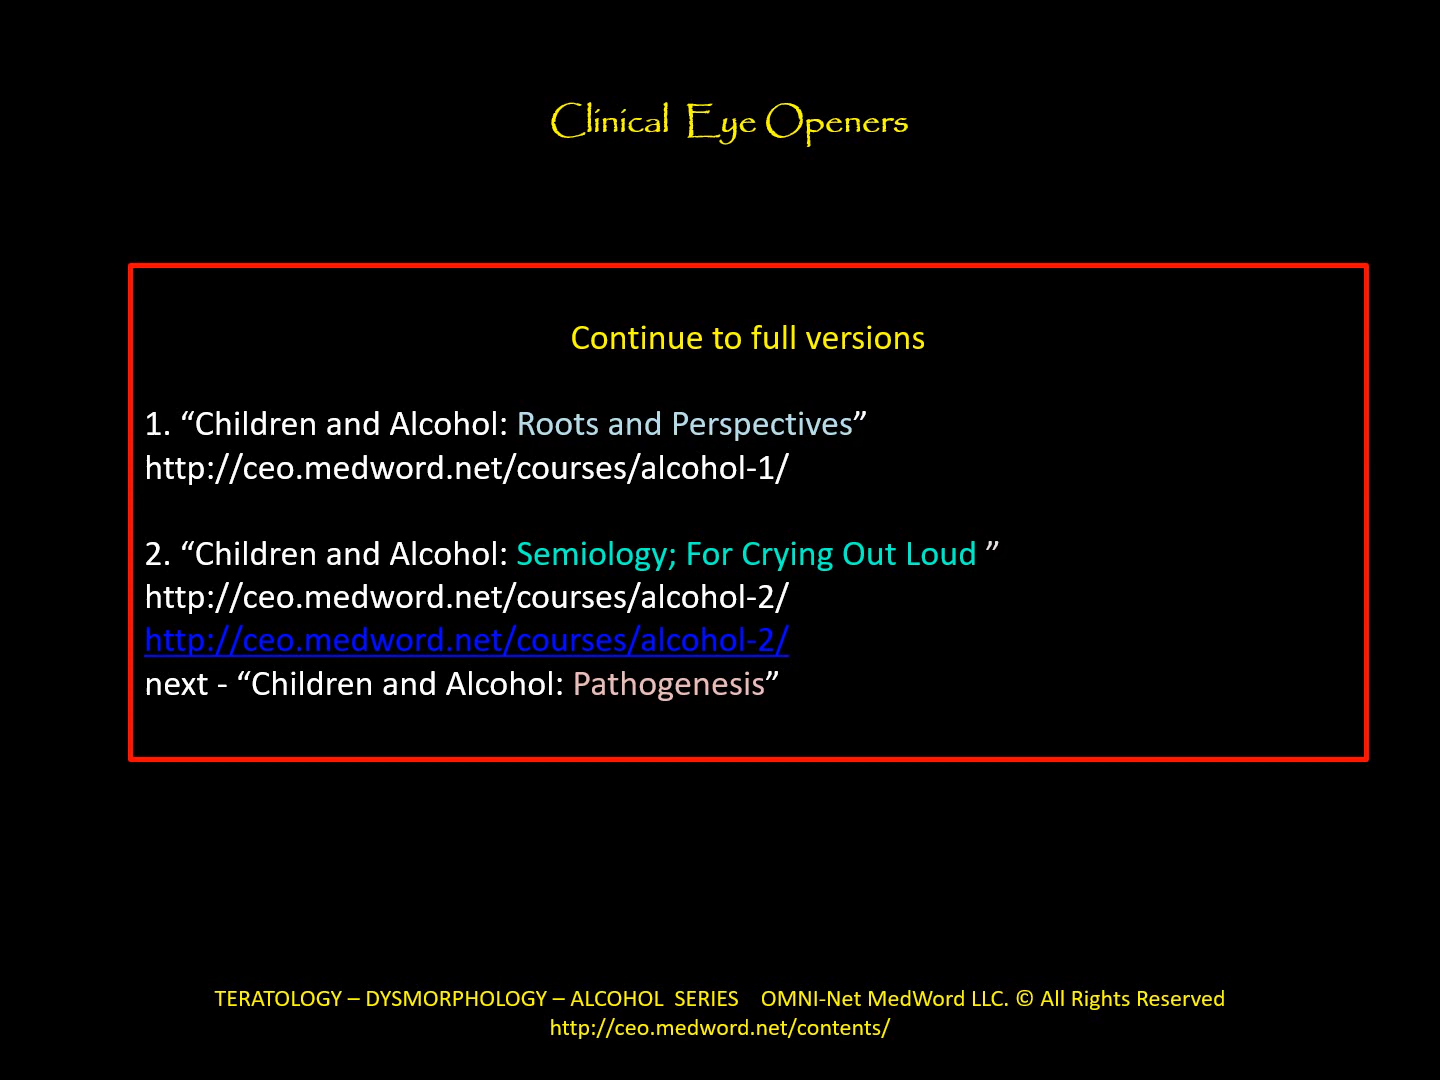 Clinical Eye Openers
Continue to full versions
1. “Children and Alcohol: Roots and Perspectives”
http://ceo.medword.net/courses/alcohol-1/
2. “Children and Alcohol: Semiology; For Crying Out Loud ”
http://ceo.medword.net/courses/alcohol-2/
http://ceo.medword.net/courses/alcohol-2/
next - “Children and Alcohol: Pathogenesis”
TERATOLOGY – DYSMORPHOLOGY – ALCOHOL SERIES OMNI-Net MedWord LLC. © All Rights Reserved
http://ceo.medword.net/contents/